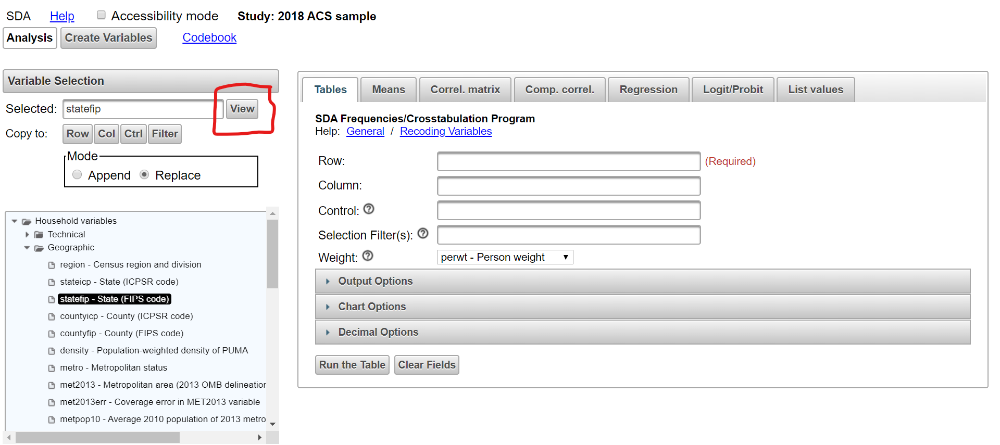 SDA Help Accessibility mode Study: 2018 ACS sample
Analysis Create Variables Codebook
Variable Selection
Selected: statefip View
Copy to: Row Col Ctrl Filter
Mode
Append Replace
Household variables
Technical
Geographic
region - Census region and division
stateicp - State (ICPSR code)
statefip - State (FIPS code)
countyicp - County (ICPSR code)
countyfip - County (FIPS code)
density - Population-weighted density of PUMA
metro - Metropolitan status
met2013 - Metropolitan area (2013 OMB delineation
met2013err - Coverage error in MET2013 variable
metpop10 - Average 2010 population of 2013 metro
Tables Means Correl. matrix Comp. correl. Regression Logit/Probit List values
SDA Frequencies/Crosstabulation Program
Help: General / Recoding Variables
Row: (Required)
Column:
Control: ?
Selection Filter(s): ?
Weight: ? perwt - Person weight
Output Options
Chart Options
Decimal Options
Run the Table Clear Fields